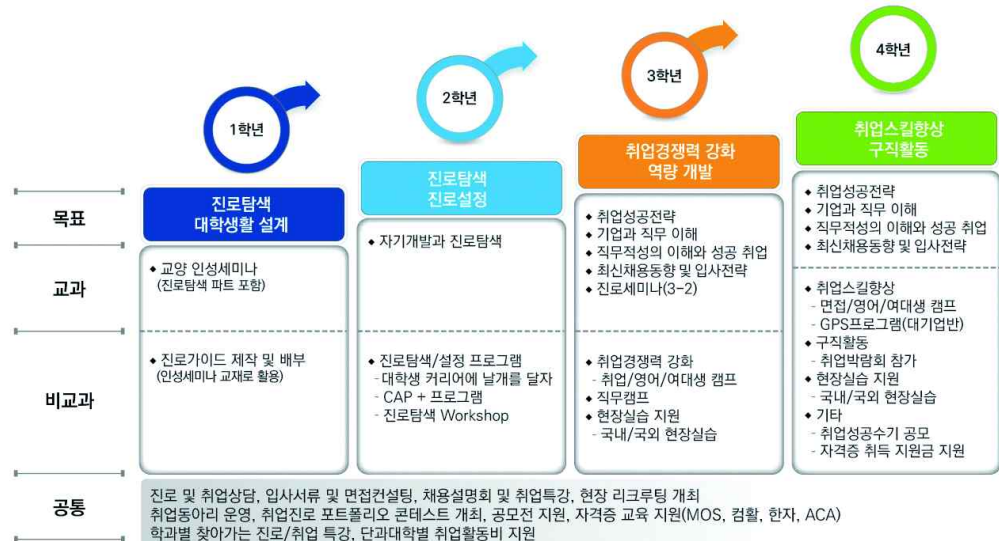 1학년
2학년
3학년
4학년
진로탐색
대학생활 설계
진로탐색
진로설정
취업경쟁력 강화
역량 개발
취업스킬향상
구직활동
목표
교과
◆ 교양 인성세미나
(진로탐색 파트 포함)
◆ 자기개발과 진로탐색
◆ 취업성공전략
◆ 기업과 직무 이해
◆ 직무적성의 이해와 성공 취업
◆ 최신채용동향 및 입사전략
◆ 진로세미나(3-2)
◆ 취업성공전략
◆ 기업과 직무 이해
◆ 직무적성의 이해와 성공 취업
◆ 최신채용동향 및 입사전략
비교과
◆ 진로가이드 제작 및 배부
(인성세미나 교재로 활용)
◆ 진로탐색/설정 프로그램
- 대학생 커리어에 날개를 달자
- CAP + 프로그램
- 진로탐색 Workshop
◆ 취업경쟁력 강화
- 취업/영어/여대생 캠프
◆ 직무캠프
◆ 현장실습 지원
- 국내/국외 현장실습
◆ 취업스킬향상
- 면접/영어/여대생 캠프
- GPS프로그램(대기업반)
◆ 구직활동
- 취업박람회 참가
◆ 현장실습 지원
- 국내/국외 현장실습
◆ 기타
- 취업성공수기 공모
- 자격증 취득 지원금 지원
공통
진로 및 취업상담, 입사서류 및 면접컨설팅, 채용설명회 및 취업특강, 현장 리크루팅 개최
취업동아리 운영, 취업진로 포트폴리오 콘테스트 개최, 공모전 지원, 자격증 교육 지원(MOS, 컴활, 한자, ACA)
학과별 찾아가는 진로/취업 특강, 단과대학별 취업활동비 지원